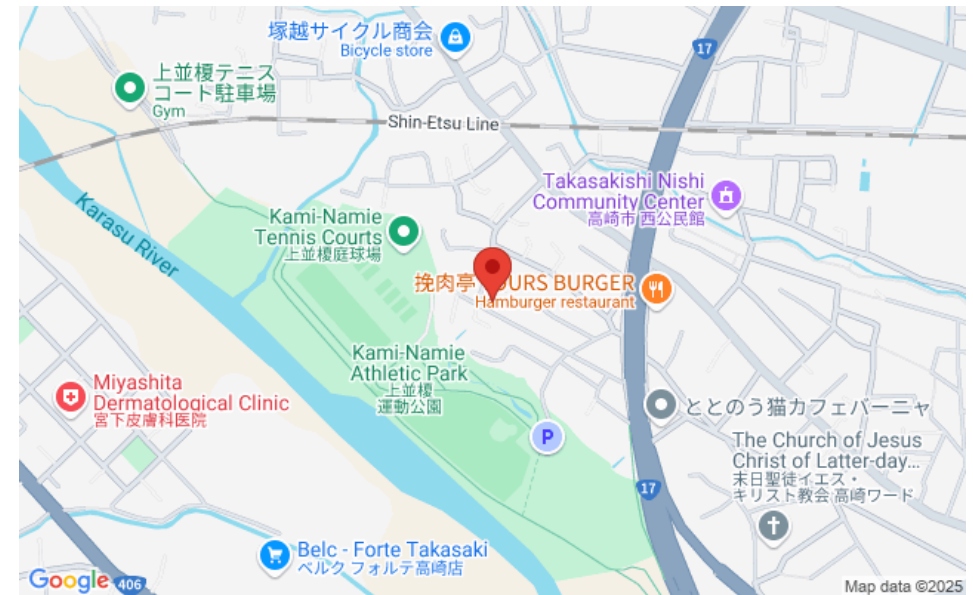 塚越サイクル商会
Bicycle store
17
上並榎テニス
コート駐車場
Gym
Shin-Etsu Line
Takasakishi Nishi
Community Center
高崎市 西公民館
Karasu River
Kami-Namie
Tennis Courts
上並榎庭球場
挽肉亭
OURS BURGER
Hamburger restaurant
Kami-Namie
Athletic Park
上並榎
運動公園
Miyashita
Dermatological Clinic
宮下皮膚科医院
ととのう猫カフェバーニャ
P
The Church of Jesus
Christ of Latter-day...
末日聖徒イエス・
キリスト教会 高崎ワード
17
Belc - Forte Takasaki
ベルク フォルテ高崎店
Google
406
Map data ©2025